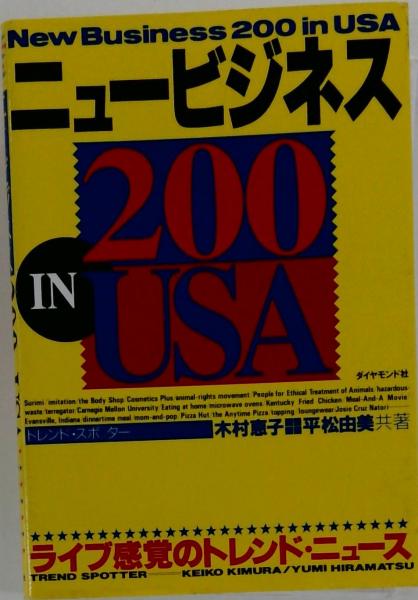 New Business 200 in USA
ニュービジネス
200
IN
USA
ダイヤモンド社
Surimi/imitation/the Body Shop Cosmetics Plus/animal-rights movement/People for Ethical Treatment of Animals/hazardous-
waste/terregator/Carnegie Mellon University/Eating at home/microwave ovens/Kentucky Fried Chicken/Meal-And-A Movie
Evansville, Indiana/dinnertime meal/mom-and-pop/Pizza Hut/the Anytime Pizza/topping/loungewear/Josie Cruz Natori
トレンド・スポッター
木村恵子 平松由美共著
ライブ感覚のトレンド・ニュース
TREND SPOTTER——KEIKO KIMURA/YUMI HIRAMATSU